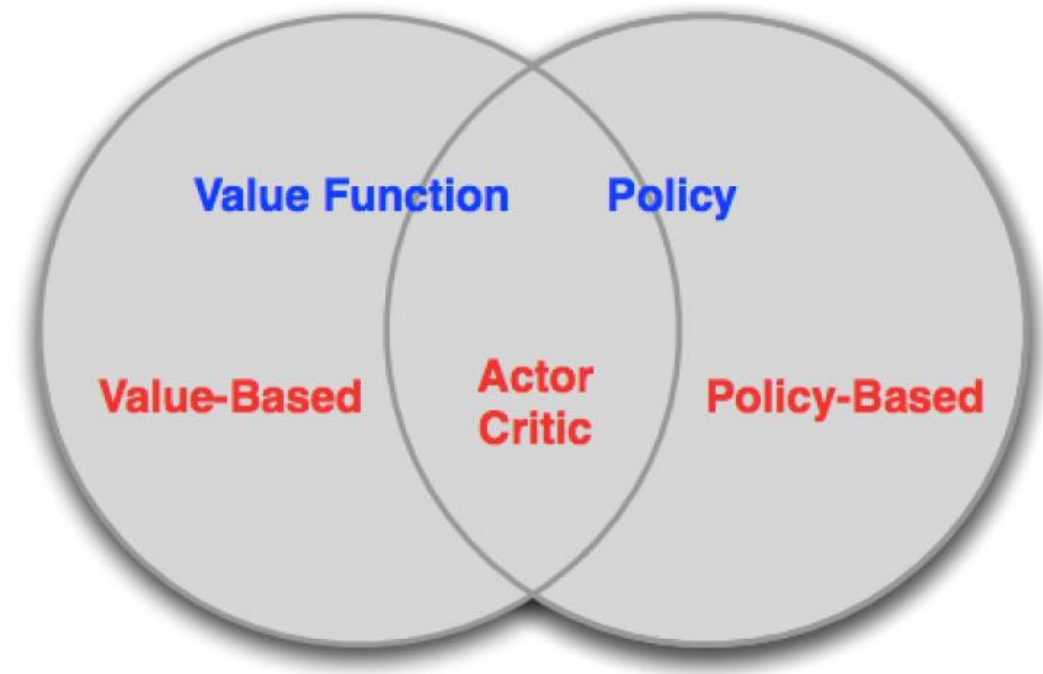 Value Function
Policy
Value-Based
Actor
Critic
Policy-Based